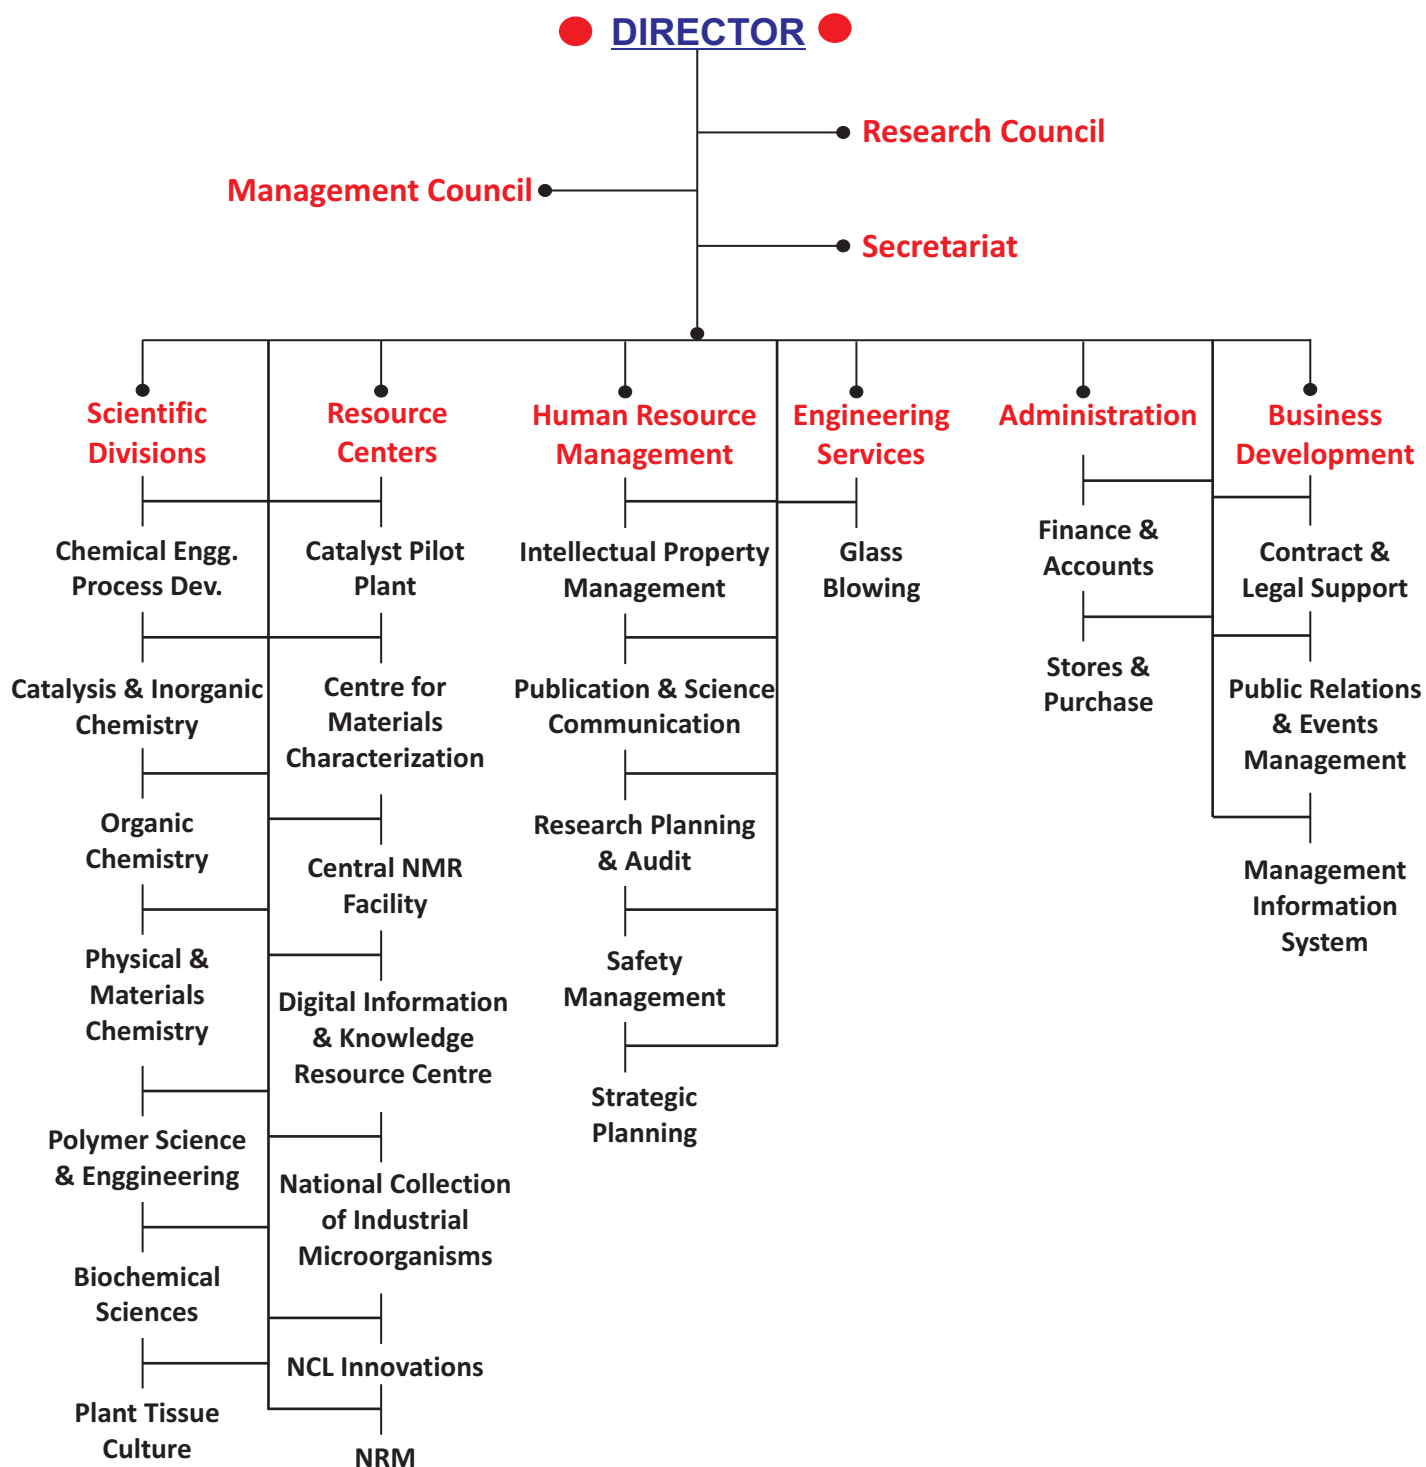 DIRECTOR
Research Council
Management Council
Secretariat
Scientific
Divisions
Chemical Engg.
Process Dev.
Catalysis & Inorganic
Chemistry
Organic
Chemistry
Physical &
Materials
Chemistry
Polymer Science
& Enggineering
Biochemical
Sciences
Plant Tissue
Culture
Resource
Centers
Catalyst Pilot
Plant
Centre for
Materials
Characterization
Central NMR
Facility
Digital Information
& Knowledge
Resource Centre
National Collection
of Industrial
Microorganisms
NCL Innovations
NRM
Human Resource
Management
Intellectual Property
Management
Publication & Science
Communication
Research Planning
& Audit
Safety
Management
Strategic
Planning
Engineering
Services
Glass
Blowing
Administration
Finance &
Accounts
Stores &
Purchase
Business
Development
Contract &
Legal Support
Public Relations
& Events
Management
Management
Information
System